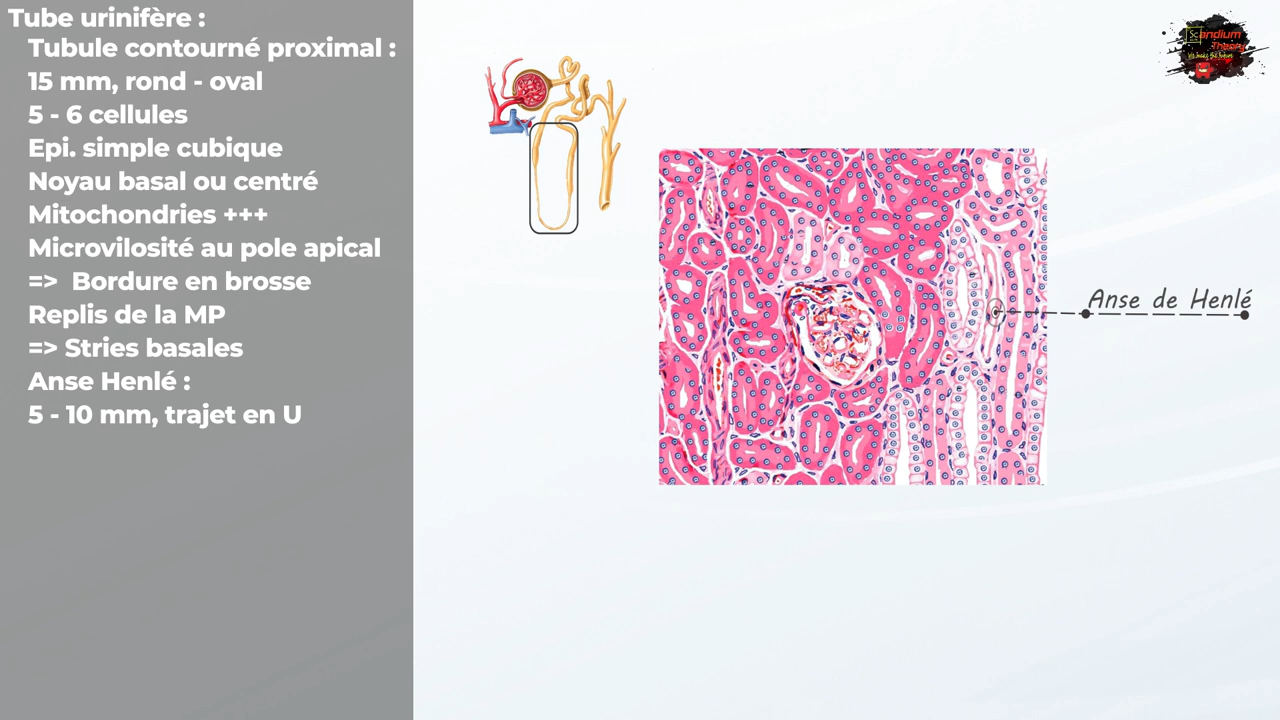 Tube urinifère :
Tubule contourné proximal :
15 mm, rond - oval
5 - 6 cellules
Epi. simple cubique
Noyau basal ou centré
Mitochondries +++
Microvilosité au pole apical
=> Bordure en brosse
Replis de la MP
=> Stries basales
Anse Henlé :
5 - 10 mm, trajet en U
Anse de Henlé
Scandium
Theory